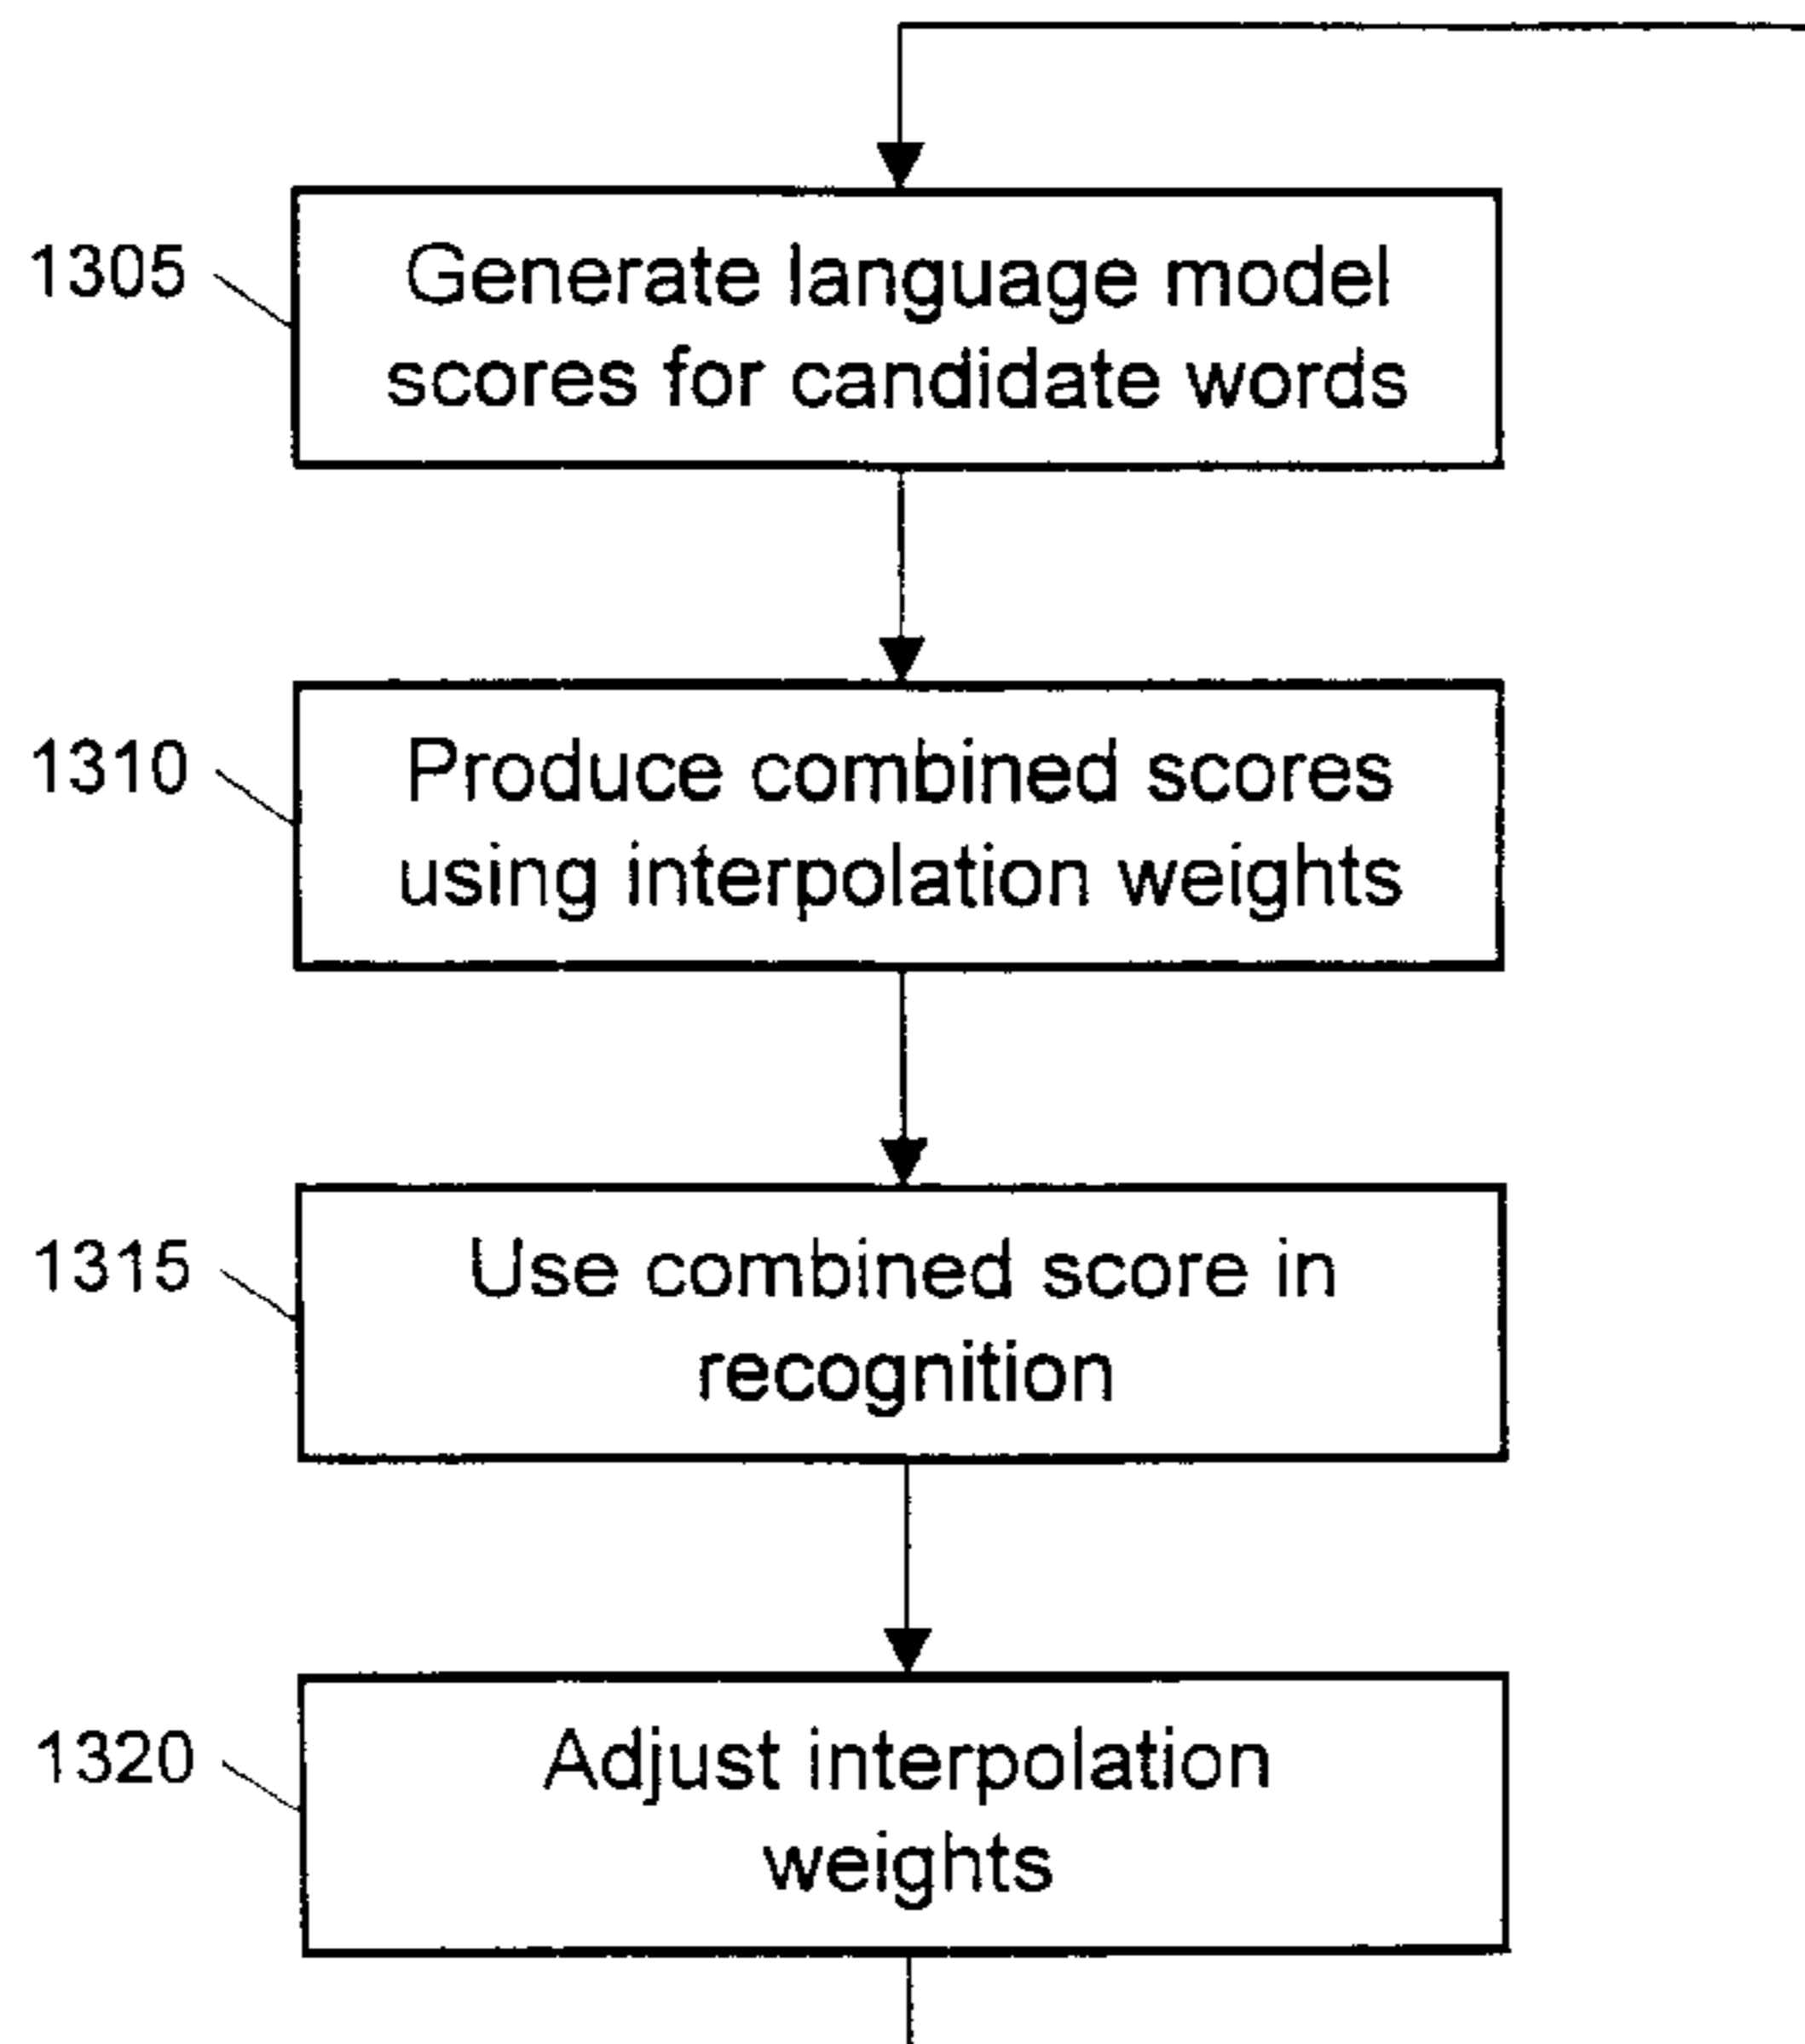 1305
Generate language model
scores for candidate words
1310
Produce combined scores
using interpolation weights
1315
Use combined score in
recognition
1320
Adjust interpolation
weights